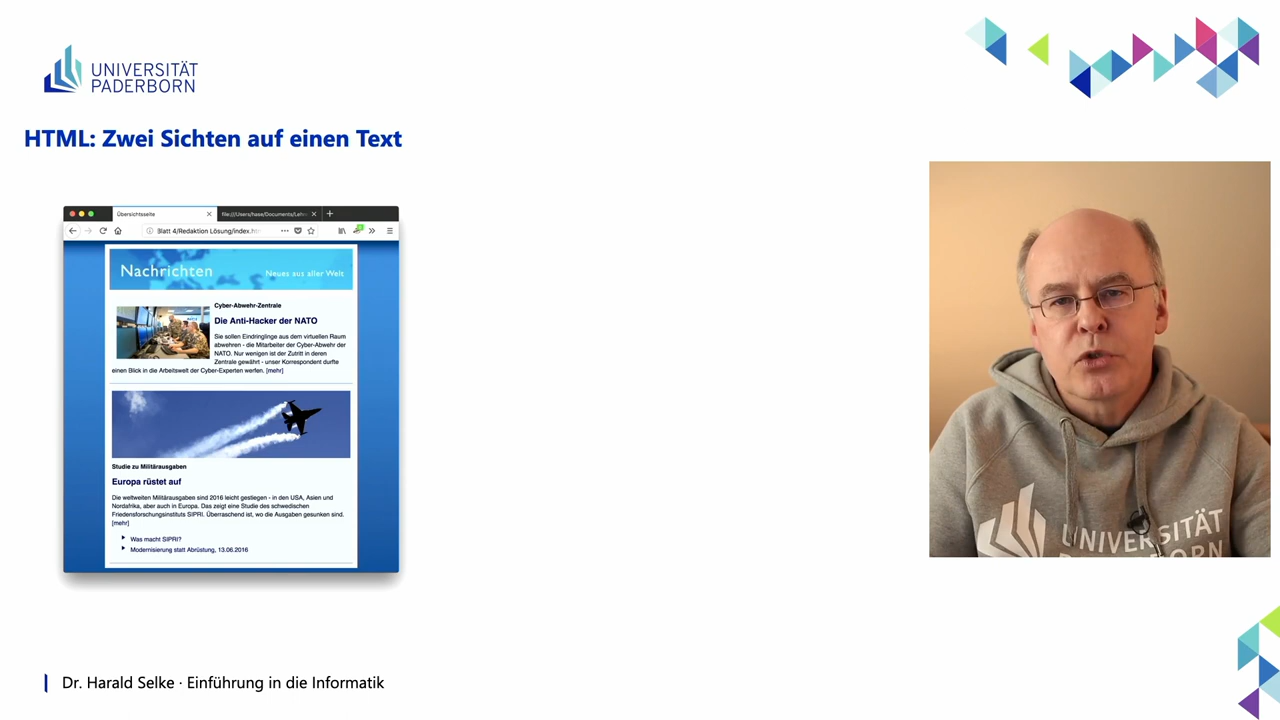 UNIVERSITÄT
PADERBORN
HTML: Zwei Sichten auf einen Text
Übersichtsseite
file:///Users/hase/Documents/Lehr
Blatt 4/Redaktion Lösung/index.ht
Nachrichten
Neues aus aller Welt
Cyber-Abwehr-Zentrale
Die Anti-Hacker der NATO
Sie sollen Eindringlinge aus dem virtuellen Raum
abwehren - die Mitarbeiter der Cyber-Abwehr der
NATO. Nur wenigen ist der Zutritt in deren
Zentrale gewährt - unser Korrespondent durfte
einen Blick in die Arbeitswelt der Cyber-Experten werfen. [mehr]
Studie zu Militärausgaben
Europa rüstet auf
Die weltweiten Militärausgaben sind 2016 leicht gestiegen - in den USA, Asien und
Nordafrika, aber auch in Europa. Das zeigt eine Studie des schwedischen
Friedensforschungsinstituts SIPRI. Überraschend ist, wo die Ausgaben gesunken sind.
[mehr]
Was macht SIPRI?
Modernisierung statt Abrüstung, 13.06.2016
UNIVERSITÄT
Dr. Harald Selke · Einführung in die Informatik